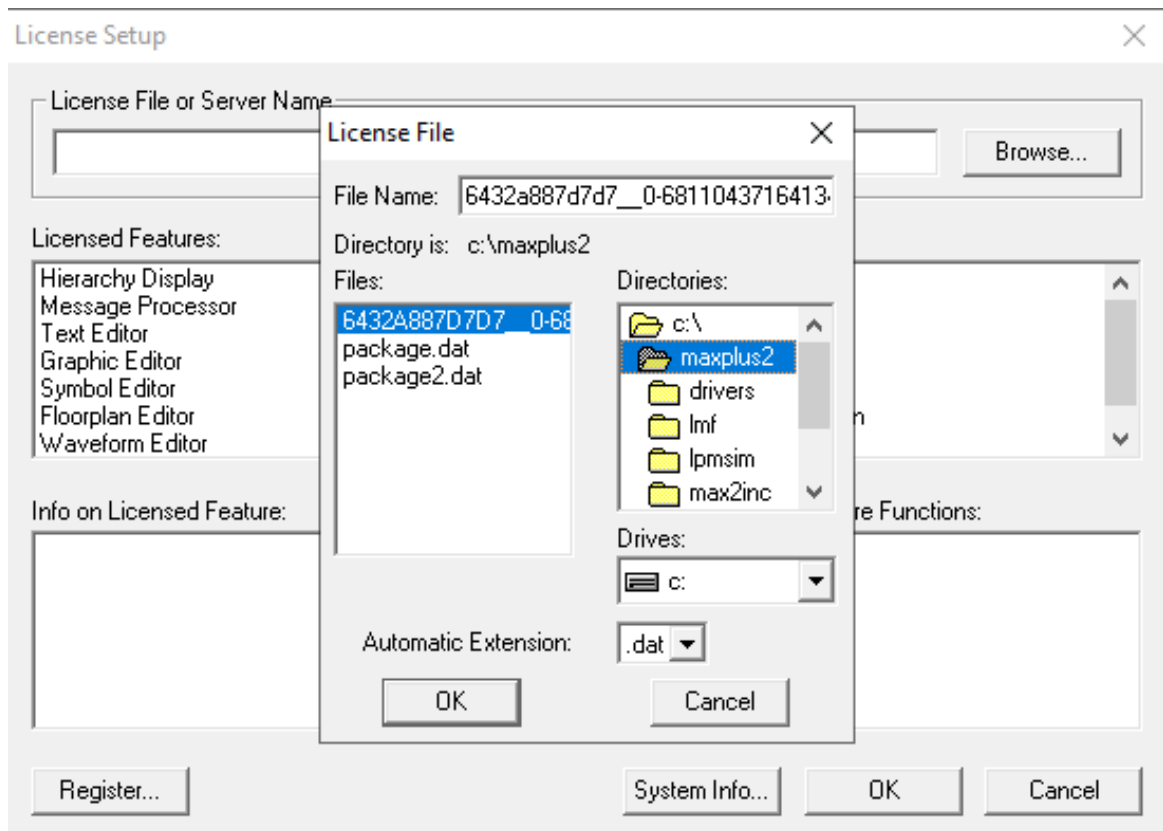 License Setup
License File or Server Name
Browse...
License File
File Name: 6432a887d7d7__0-6811043716413
Directory is: c:\maxplus2
Files:
6432A887D7D7__0-68
package.dat
package2.dat
Directories:
c:\
maxplus2
drivers
lmf
lpmsim
max2inc
Drives:
c:
Automatic Extension: .dat
OK Cancel
Licensed Features:
Hierarchy Display
Message Processor
Text Editor
Graphic Editor
Symbol Editor
Floorplan Editor
Waveform Editor
n
Info on Licensed Feature:
re Functions:
Register... System Info... OK Cancel